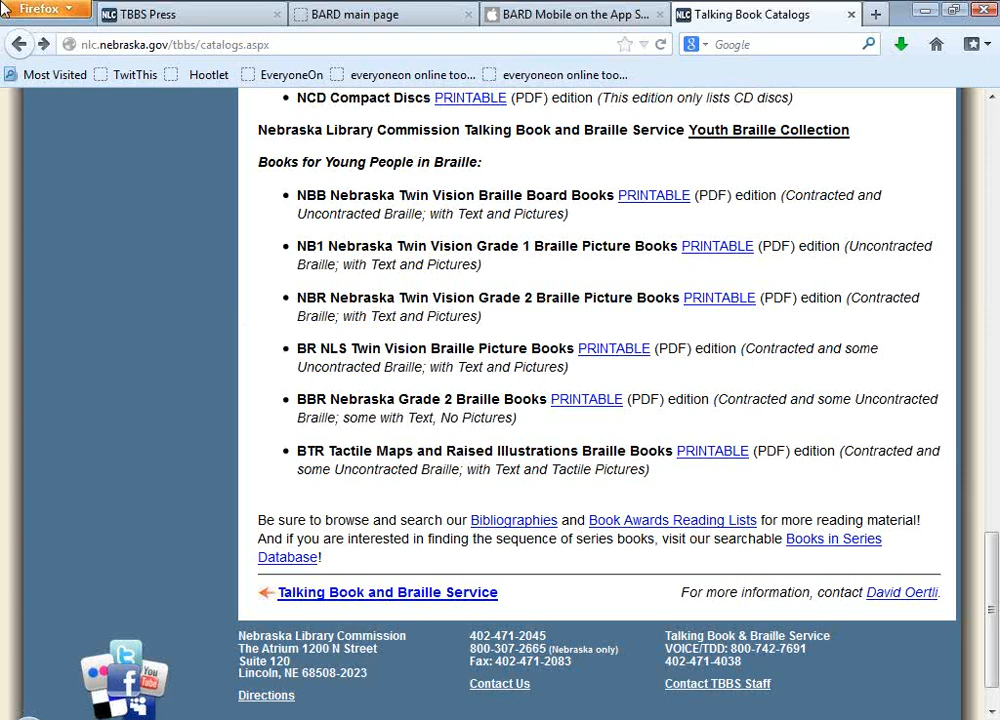 Firefox
TBBS Press
BARD main page
BARD Mobile on the App S...
NLC Talking Book Catalogs
nlc.nebraska.gov/tbbs/catalogs.aspx
Google
Most Visited TwitThis Hootlet EveryoneOn everyoneon online too... everyoneon online too...
• NCD Compact Discs PRINTABLE (PDF) edition (This edition only lists CD discs)
Nebraska Library Commission Talking Book and Braille Service Youth Braille Collection
Books for Young People in Braille:
• NBB Nebraska Twin Vision Braille Board Books PRINTABLE (PDF) edition (Contracted and
Uncontracted Braille; with Text and Pictures)
• NB1 Nebraska Twin Vision Grade 1 Braille Picture Books PRINTABLE (PDF) edition (Uncontracted
Braille; with Text and Pictures)
• NBR Nebraska Twin Vision Grade 2 Braille Picture Books PRINTABLE (PDF) edition (Contracted
Braille; with Text and Pictures)
• BR NLS Twin Vision Braille Picture Books PRINTABLE (PDF) edition (Contracted and some
Uncontracted Braille; with Text and Pictures)
• BBR Nebraska Grade 2 Braille Books PRINTABLE (PDF) edition (Contracted and some Uncontracted
Braille; some with Text, No Pictures)
• BTR Tactile Maps and Raised Illustrations Braille Books PRINTABLE (PDF) edition (Contracted and
some Uncontracted Braille; with Text and Tactile Pictures)
Be sure to browse and search our Bibliographies and Book Awards Reading Lists for more reading material!
And if you are interested in finding the sequence of series books, visit our searchable Books in Series
Database!
Talking Book and Braille Service For more information, contact David Oertli.
Nebraska Library Commission
The Atrium 1200 N Street
Suite 120
Lincoln, NE 68508-2023
Directions
402-471-2045
800-307-2665 (Nebraska only)
Fax: 402-471-2083
Contact Us
Talking Book & Braille Service
VOICE/TDD: 800-742-7691
402-471-4038
Contact TBBS Staff
You
Tube